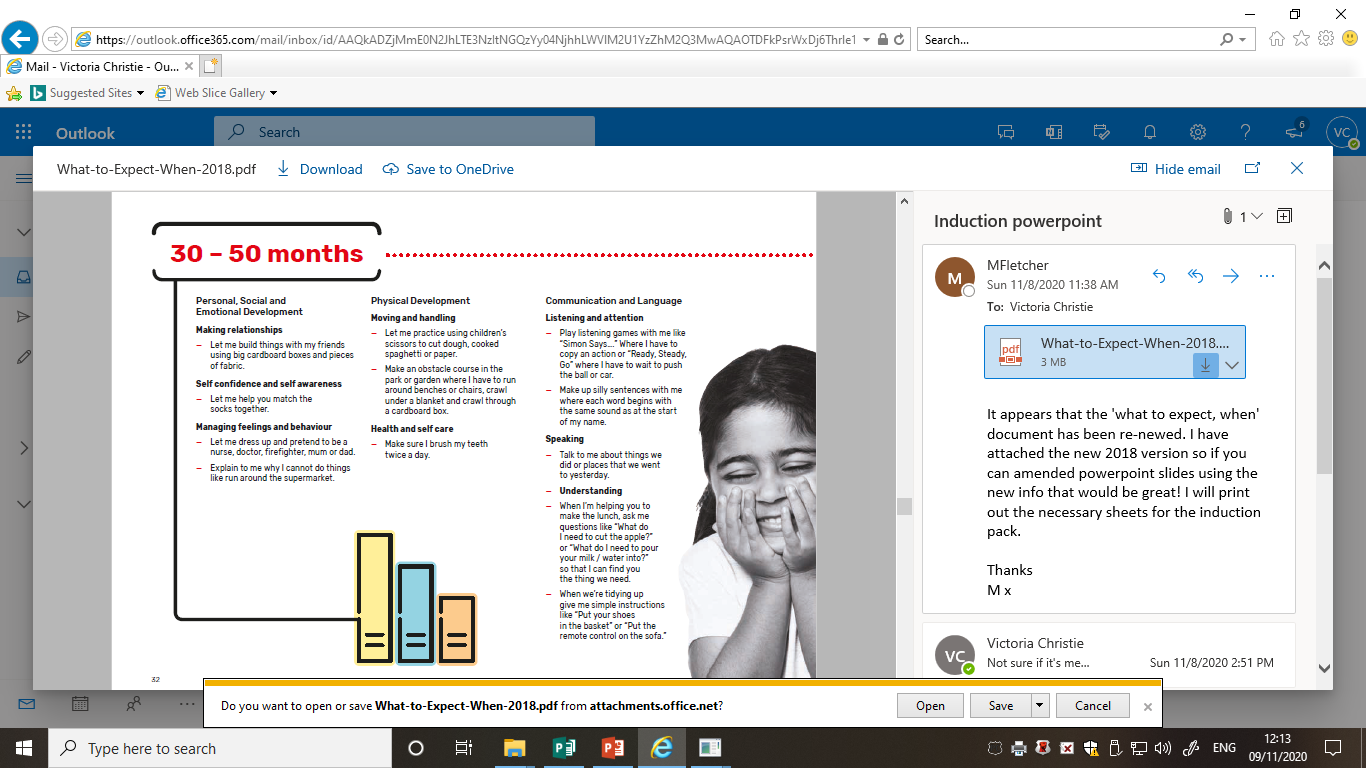 https://outlook.office365.com/mail/inbox/id/
Search...
Mail - Victoria Christie - Ou...
Suggested Sites
Web Slice Gallery
Outlook
Search
6
VC
What-to-Expect-When-2018.pdf
Download
Save to OneDrive
Hide email
30 – 50 months
Personal, Social and
Emotional Development
Making relationships
– Let me build things with my friends
using big cardboard boxes and pieces
of fabric.
Self confidence and self awareness
– Let me help you match the
socks together.
Managing feelings and behaviour
– Let me dress up and pretend to be a
nurse, doctor, firefighter, mum or dad.
– Explain to me why I cannot do things
like run around the supermarket.
Physical Development
Moving and handling
– Let me practice using children's
scissors to cut dough, cooked
spaghetti or paper.
– Make an obstacle course in the
park or garden where I have to run
around benches or chairs, crawl
under a blanket and crawl through
a cardboard box.
Health and self care
– Make sure I brush my teeth
twice a day.
Communication and Language
Listening and attention
– Play listening games with me like
“Simon Says...." Where I have to
copy an action or “Ready, Steady,
Go” where I have to wait to push
the ball or car.
– Make up silly sentences with me
where each word begins with
the same sound as at the start
of my name.
Speaking
– Talk to me about things we
did or places that we went
to yesterday.
– Understanding
– When I'm helping you to
make the lunch, ask me
questions like “What do
I need to cut the apple?”
or “What do I need to pour
your milk / water into?”
so that I can find you
the thing we need.
– When we're tidying up
give me simple instructions
like “Put your shoes
in the basket” or “Put the
remote control on the sofa.”
32
Induction powerpoint
1
M
MFletcher
Sun 11/8/2020 11:38 AM
To: Victoria Christie
pdf
What-to-Expect-When-2018....
3 MB
It appears that the 'what to expect, when'
document has been re-newed. I have
attached the new 2018 version so if you
can amended powerpoint slides using the
new info that would be great! I will print
out the necessary sheets for the induction
pack.
Thanks
M x
VC
Victoria Christie
Not sure if it's me...
Sun 11/8/2020 2:51 PM
Do you want to open or save What-to-Expect-When-2018.pdf from attachments.office.net?
Open
Save
Cancel
Type here to search
ENG
12:13
09/11/2020